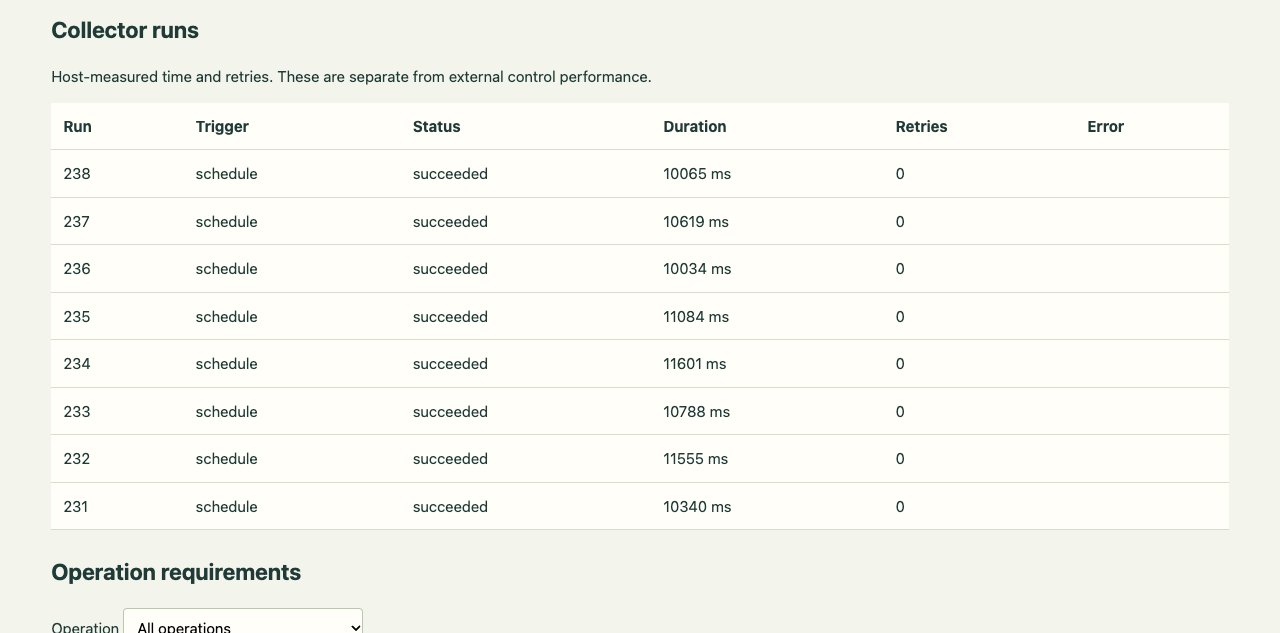 Collector runs
Host-measured time and retries. These are separate from external control performance.
Run Trigger Status Duration Retries Error
238 schedule succeeded 10065 ms 0
237 schedule succeeded 10619 ms 0
236 schedule succeeded 10034 ms 0
235 schedule succeeded 11084 ms 0
234 schedule succeeded 11601 ms 0
233 schedule succeeded 10788 ms 0
232 schedule succeeded 11555 ms 0
231 schedule succeeded 10340 ms 0
Operation requirements
Operation All operations